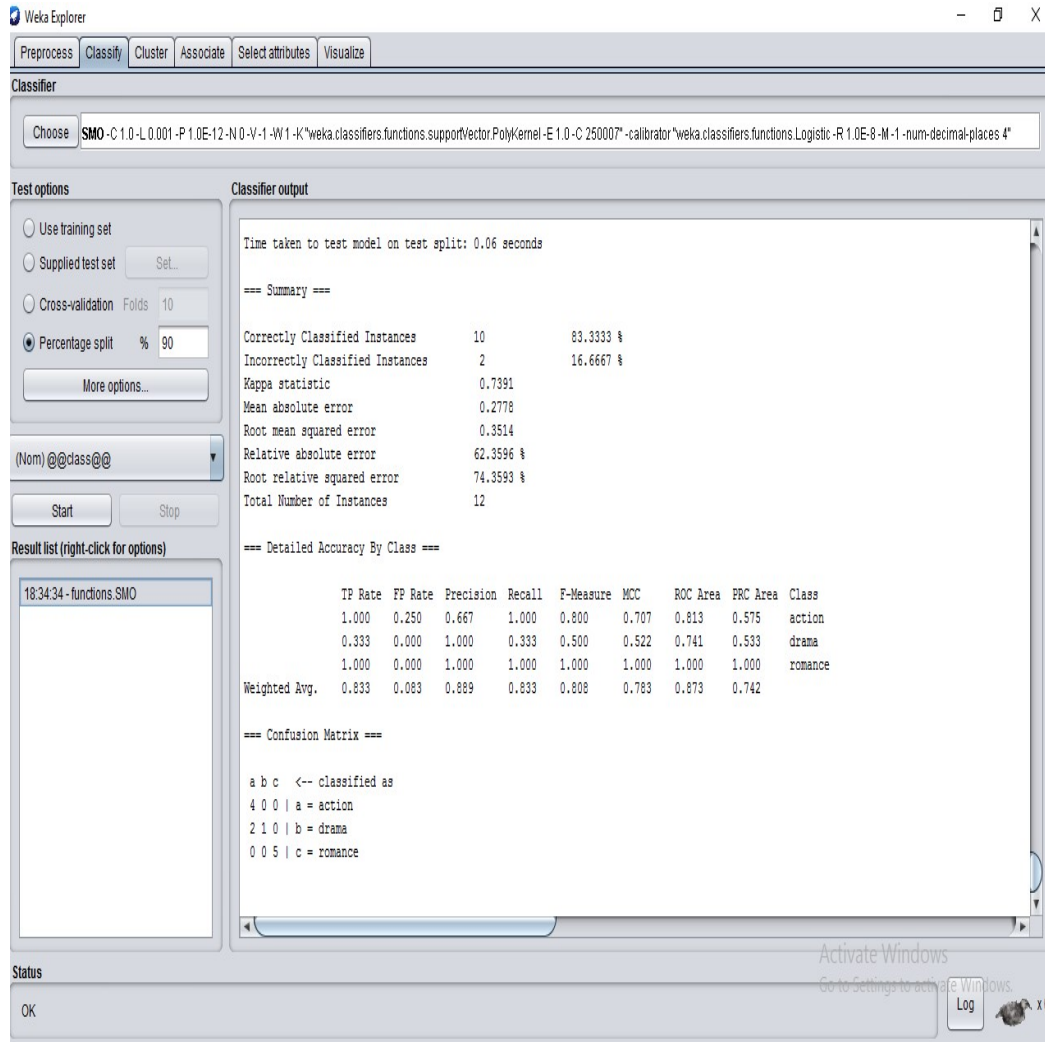 Weka Explorer
Preprocess Classify Cluster Associate Select attributes Visualize
Classifier
Choose SMO -C 1.0 -L 0.001 -P 1.0E-12 -N 0 -V -1 -W 1 -K "weka.classifiers.functions.supportVector.PolyKernel -E 1.0 -C 250007" -calibrator "weka.classifiers.functions.Logistic -R 1.0E-8 -M -1 -num-decimal-places 4"
Test options
Use training set
Supplied test set Set...
Cross-validation Folds 10
Percentage split % 90
More options...
(Nom) @@class@@
Start Stop
Result list (right-click for options)
18:34:34 - functions.SMO
Classifier output
Time taken to test model on test split: 0.06 seconds
=== Summary ===
Correctly Classified Instances 10 83.3333 %
Incorrectly Classified Instances 2 16.6667 %
Kappa statistic 0.7391
Mean absolute error 0.2778
Root mean squared error 0.3514
Relative absolute error 62.3596 %
Root relative squared error 74.3593 %
Total Number of Instances 12
=== Detailed Accuracy By Class ===
TP Rate FP Rate Precision Recall F-Measure MCC ROC Area PRC Area Class
1.000 0.250 0.667 1.000 0.800 0.707 0.813 0.575 action
0.333 0.000 1.000 0.333 0.500 0.522 0.741 0.533 drama
1.000 0.000 1.000 1.000 1.000 1.000 1.000 1.000 romance
Weighted Avg. 0.833 0.083 0.889 0.833 0.808 0.783 0.873 0.742
=== Confusion Matrix ===
a b c <-- classified as
4 0 0 | a = action
2 1 0 | b = drama
0 0 5 | c = romance
Activate Windows
Go to Settings to activate Windows.
Status
OK
Log
x